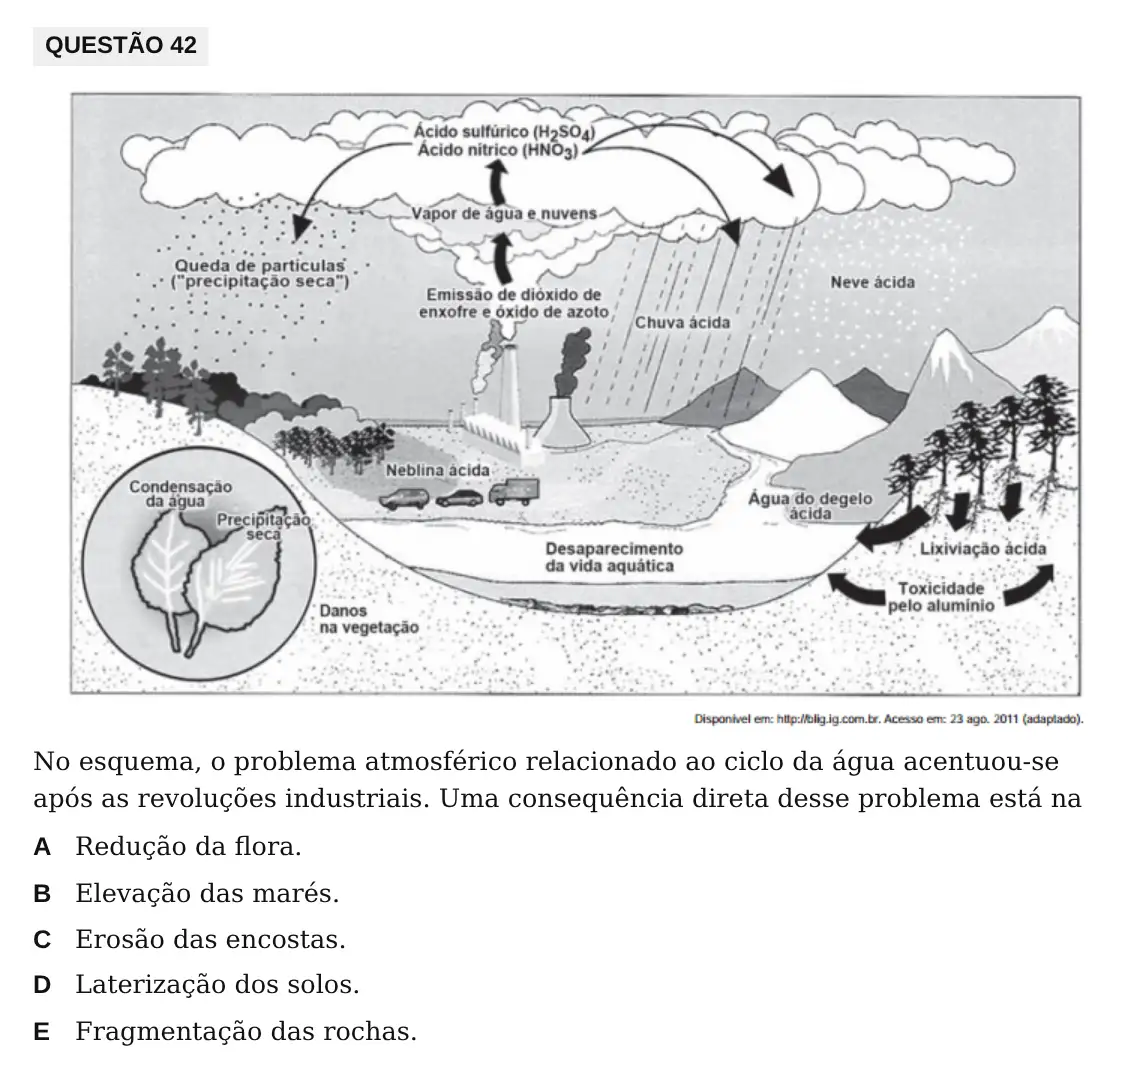 QUESTÃO 42
Ácido sulfúrico (H2SO4)
Ácido nítrico (HNO3)
Vapor de água e nuvens
Queda de partículas
("precipitação seca")
Emissão de dióxido de
enxofre e óxido de azoto
Chuva ácida
Neve ácida
Neblina ácida
Condensação
da água
Precipitação
seca
Água do degelo
ácida
Desaparecimento
da vida aquática
Lixiviação ácida
Toxicidade
pelo alumínio
Danos
na vegetação
Disponível em: http://blig.ig.com.br. Acesso em: 23 ago. 2011 (adaptado).
No esquema, o problema atmosférico relacionado ao ciclo da água acentuou-se
após as revoluções industriais. Uma consequência direta desse problema está na
A Redução da flora.
B Elevação das marés.
C Erosão das encostas.
D Laterização dos solos.
E Fragmentação das rochas.